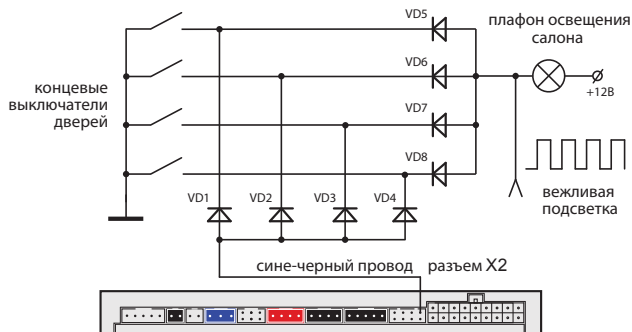 VD5
плафон освещения
салона
VD6
+12В
концевые
выключатели
дверей
VD7
VD8
вежливая
подсветка
VD1 VD2 VD3 VD4
сине-черный провод разъем X2